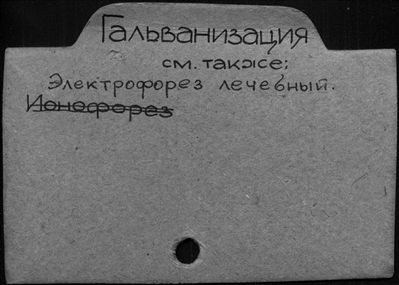 Гальванизация
см. также:
Электрофорез лечебный.
Ионофорез